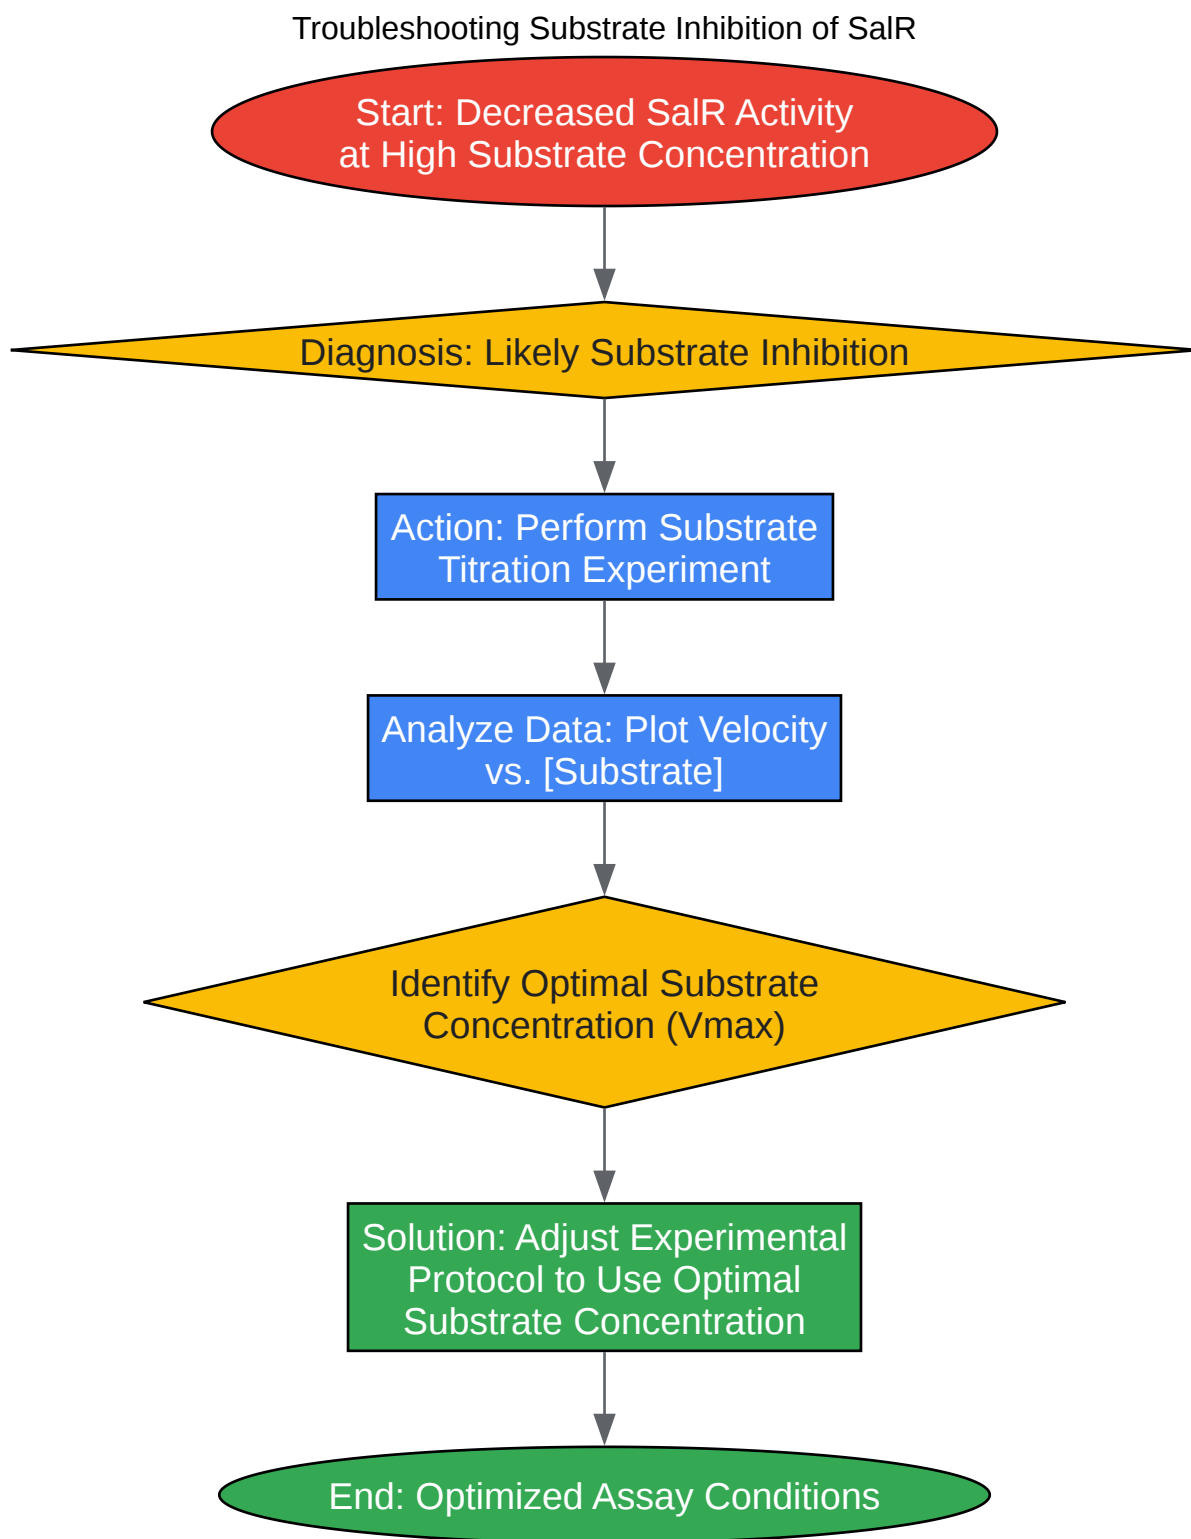 Troubleshooting Substrate Inhibition of SalR
Start: Decreased SalR Activity
at High Substrate Concentration
Diagnosis: Likely Substrate Inhibition
Action: Perform Substrate
Titration Experiment
Analyze Data: Plot Velocity
vs. [Substrate]
Identify Optimal Substrate
Concentration (Vmax)
Solution: Adjust Experimental
Protocol to Use Optimal
Substrate Concentration
End: Optimized Assay Conditions